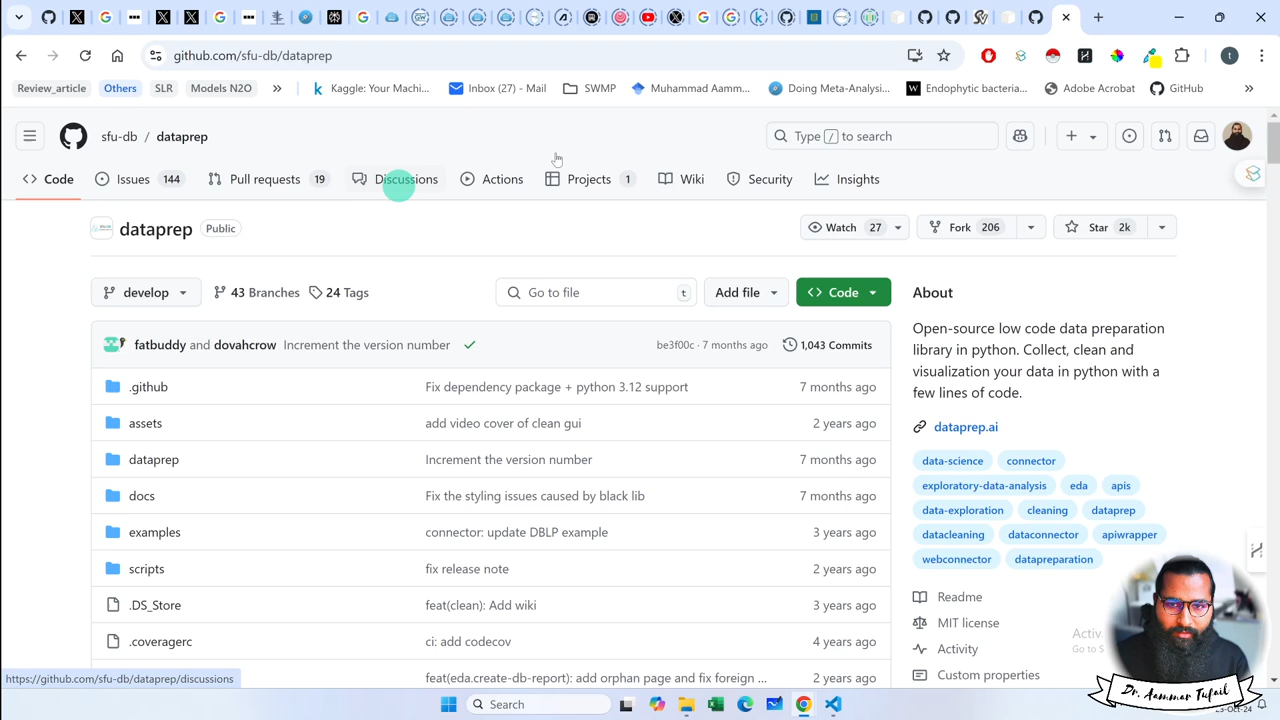 github.com/sfu-db/dataprep
Review_article Others SLR Models N2O » Kaggle: Your Machi... Inbox (27) - Mail SWMP Muhammad Aamm... Doing Meta-Analysi... Endophytic bacteria... Adobe Acrobat GitHub »
sfu-db / dataprep Type / to search
Code Issues 144 Pull requests 19 Discussions Actions Projects 1 Wiki Security Insights
dataprep Public Watch 27 Fork 206 Star 2k
develop 43 Branches 24 Tags Go to file t Add file Code About
Open-source low code data preparation
library in python. Collect, clean and
visualization your data in python with a
few lines of code.
fatbuddy and dovahcrow Increment the version number be3f00c · 7 months ago 1,043 Commits
.github Fix dependency package + python 3.12 support 7 months ago
assets add video cover of clean gui 2 years ago
dataprep.ai
dataprep Increment the version number 7 months ago
data-science connector
exploratory-data-analysis eda apis
docs Fix the styling issues caused by black lib 7 months ago
data-exploration cleaning dataprep
examples connector: update DBLP example 3 years ago
datacleaning dataconnector apiwrapper
webconnector datapreparation
scripts fix release note 2 years ago
.DS_Store feat(clean): Add wiki 3 years ago
Readme
MIT license
.coveragerc ci: add codecov 4 years ago
Activity
Activ
Go to S
feat(eda.create-db-report): add orphan page and fix foreign ... 2 years ago
Custom properties
https://github.com/sfu-db/dataprep/discussions
Dr. Aammar Tufail
Search
23-Oct-24